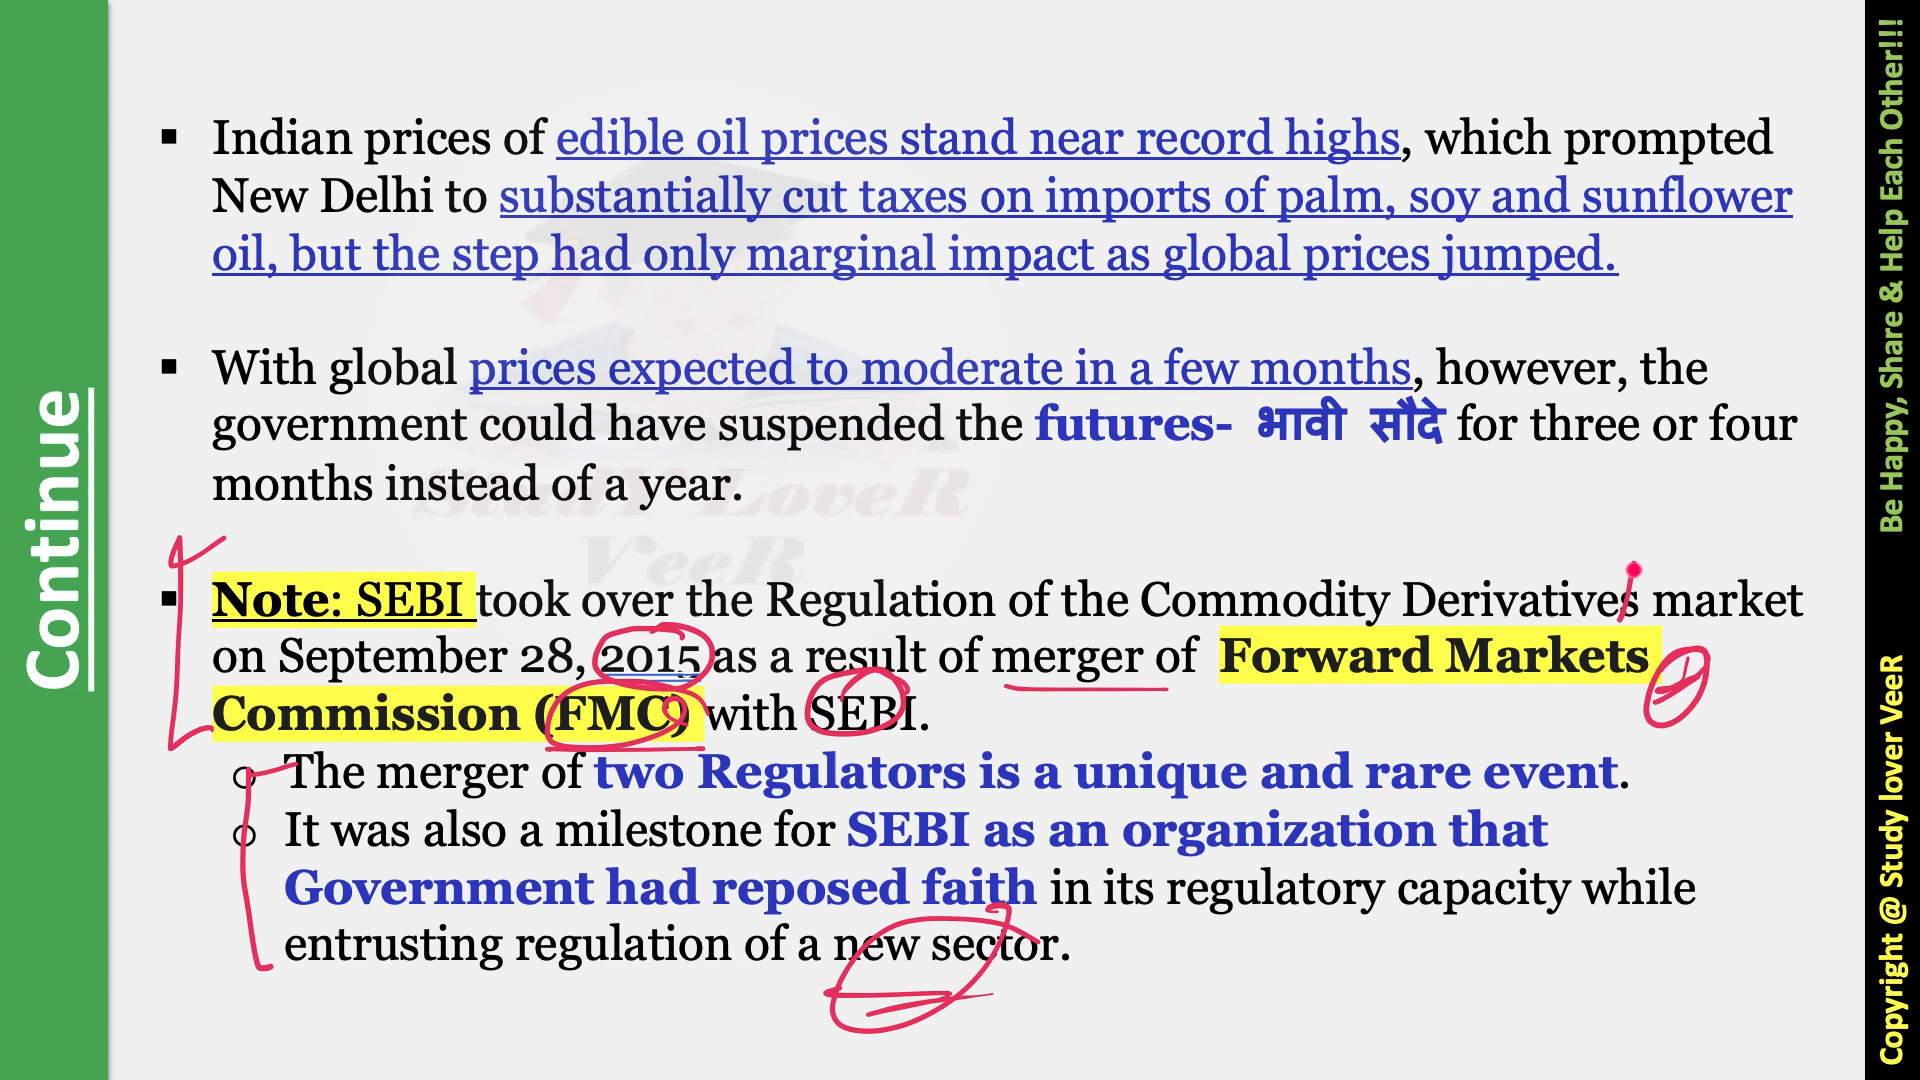 Continue
▪ Indian prices of edible oil prices stand near record highs, which prompted
New Delhi to substantially cut taxes on imports of palm, soy and sunflower
oil, but the step had only marginal impact as global prices jumped.
▪ With global prices expected to moderate in a few months, however, the
government could have suspended the futures- भावी सौदे for three or four
months instead of a year.
StudY LoveR
VeeR
▪ Note: SEBI took over the Regulation of the Commodity Derivatives market
on September 28, 2015 as a result of merger of Forward Markets
Commission (FMC) with SEBI.
o The merger of two Regulators is a unique and rare event.
o It was also a milestone for SEBI as an organization that
Government had reposed faith in its regulatory capacity while
entrusting regulation of a new sector.
Be Happy, Share & Help Each Other!!!
Copyright @ Study lover VeeR